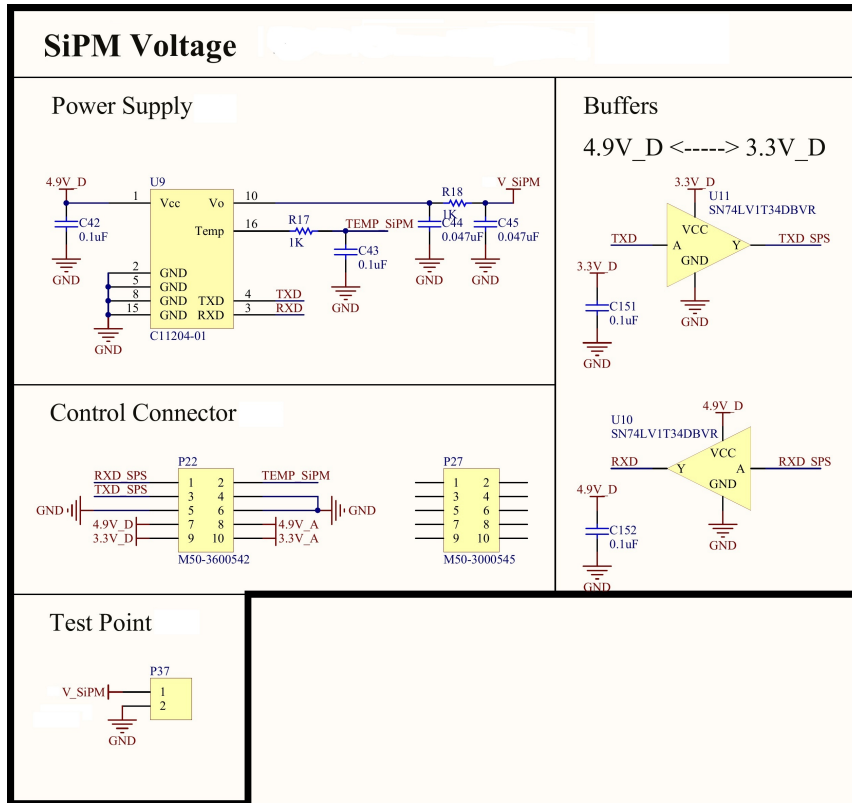 SiPM Voltage
Power Supply
4.9V_D
C42
0.1uF
GND
U9
1 Vcc Vo 10
Temp 16
2 GND
5 GND
8 GND TXD 4 TXD
15 GND RXD 3 RXD
C11204-01
GND
R17
1K
TEMP_SiPM
C43
0.1uF
GND
R18
1K
V_SiPM
C44
0.047uF
GND
C45
0.047uF
GND
Buffers
4.9V_D <-----> 3.3V_D
3.3V_D
U11
SN74LV1T34DBVR
VCC
TXD A Y TXD_SPS
GND
GND
3.3V_D
C151
0.1uF
GND
4.9V_D
U10
SN74LV1T34DBVR
VCC
RXD Y A RXD_SPS
GND
GND
4.9V_D
C152
0.1uF
GND
Control Connector
P22
RXD_SPS 1 2 TEMP_SiPM
TXD_SPS 3 4
GND 5 6 GND
4.9V_D 7 8 4.9V_A
3.3V_D 9 10 3.3V_A
M50-3600542
P27
1 2
3 4
5 6
7 8
9 10
M50-3000545
Test Point
P37
V_SiPM 1
2
GND